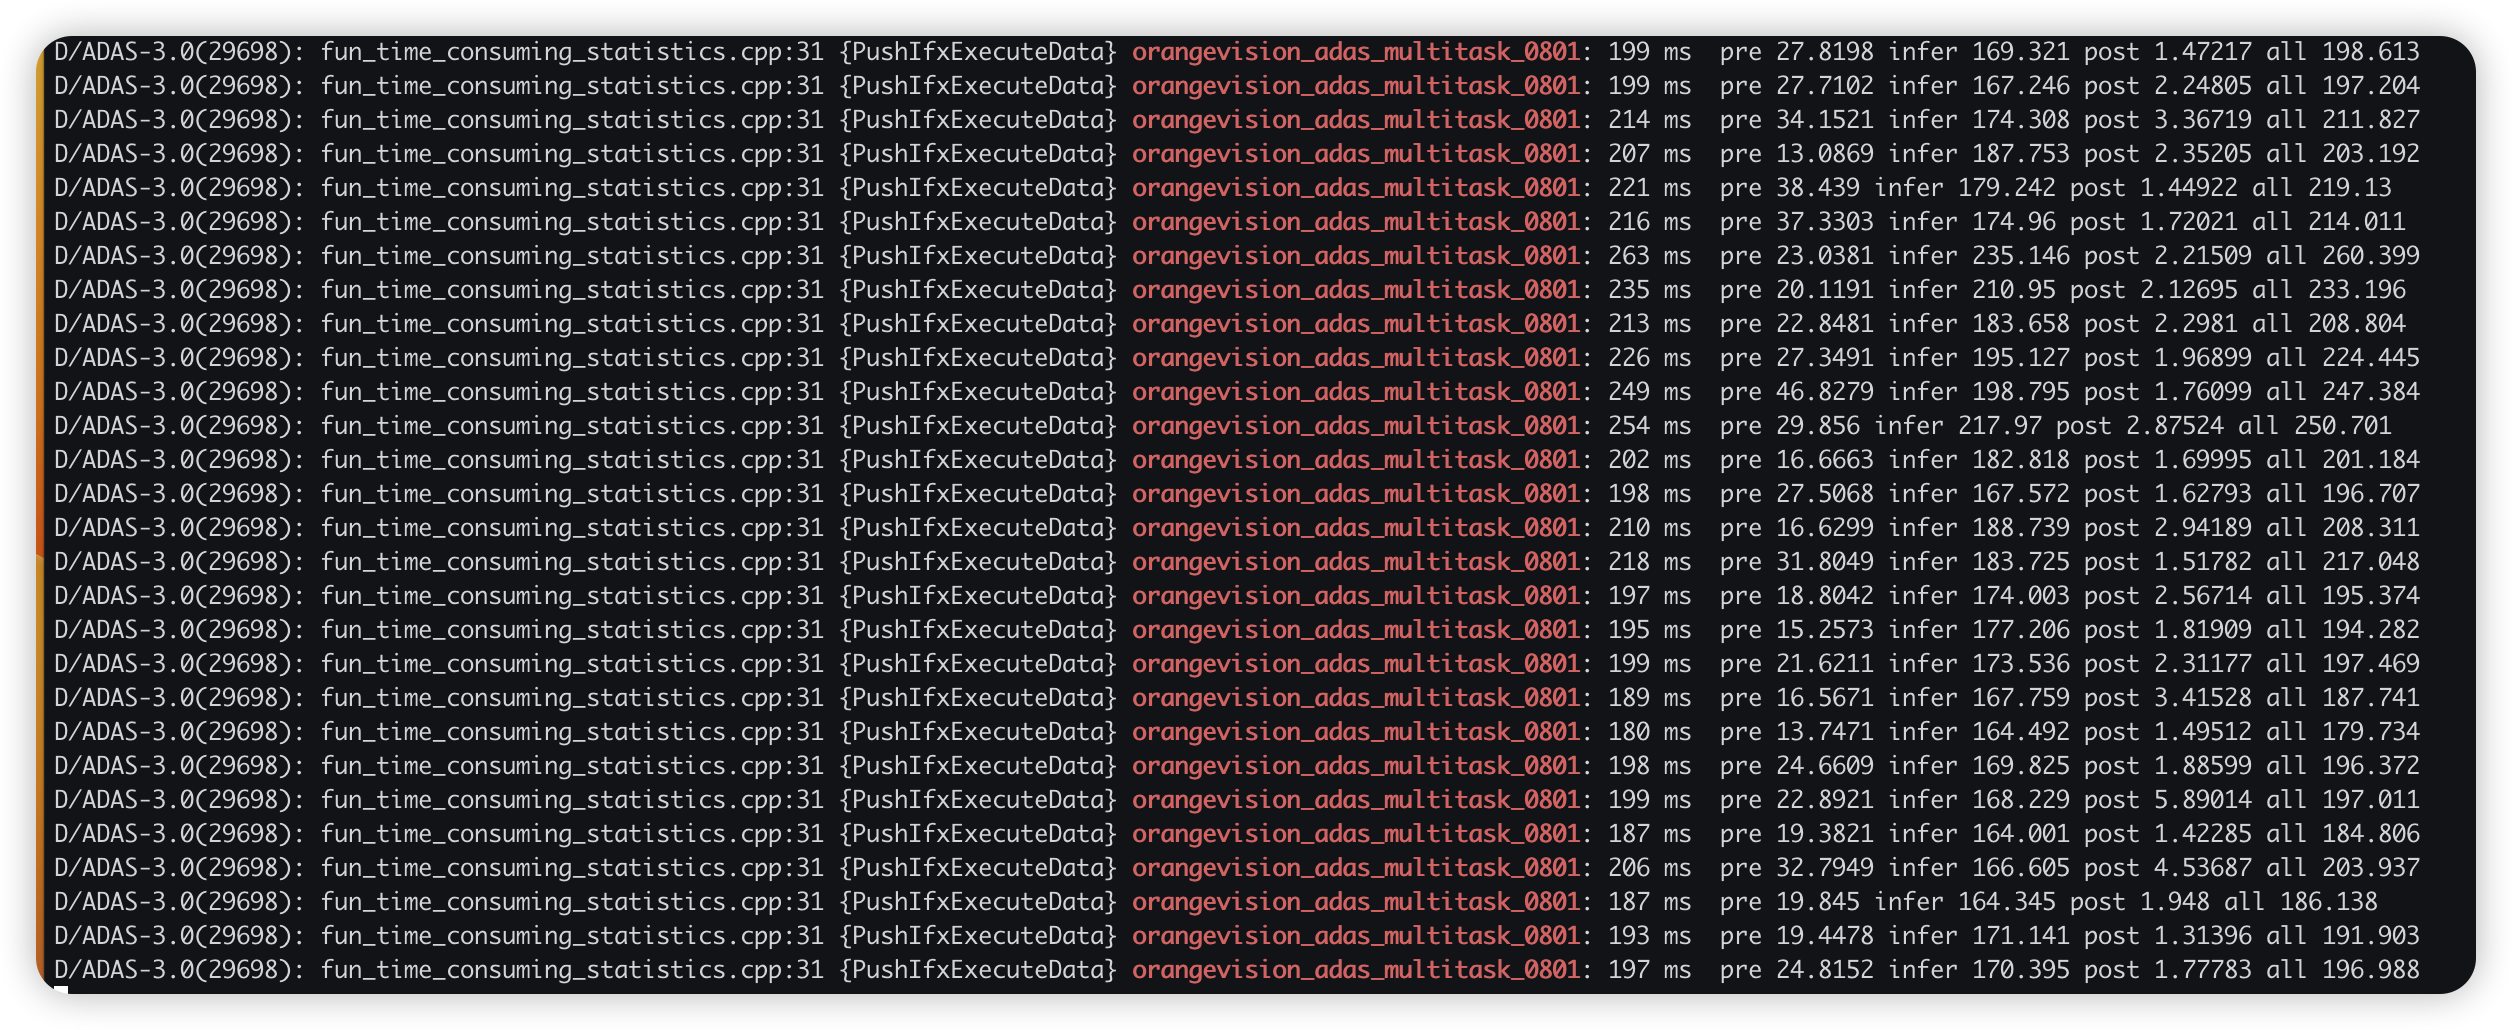 D/ADAS-3.0(29698): fun_time_consuming_statistics.cpp:31 {PushIfxExecuteData} orangevision_adas_multitask_0801: 199 ms  pre 27.8198 infer 169.321 post 1.47217 all 198.613
D/ADAS-3.0(29698): fun_time_consuming_statistics.cpp:31 {PushIfxExecuteData} orangevision_adas_multitask_0801: 199 ms  pre 27.7102 infer 167.246 post 2.24805 all 197.204
D/ADAS-3.0(29698): fun_time_consuming_statistics.cpp:31 {PushIfxExecuteData} orangevision_adas_multitask_0801: 214 ms  pre 34.1521 infer 174.308 post 3.36719 all 211.827
D/ADAS-3.0(29698): fun_time_consuming_statistics.cpp:31 {PushIfxExecuteData} orangevision_adas_multitask_0801: 207 ms  pre 13.0869 infer 187.753 post 2.35205 all 203.192
D/ADAS-3.0(29698): fun_time_consuming_statistics.cpp:31 {PushIfxExecuteData} orangevision_adas_multitask_0801: 221 ms  pre 38.439 infer 179.242 post 1.44922 all 219.13
D/ADAS-3.0(29698): fun_time_consuming_statistics.cpp:31 {PushIfxExecuteData} orangevision_adas_multitask_0801: 216 ms  pre 37.3303 infer 174.96 post 1.72021 all 214.011
D/ADAS-3.0(29698): fun_time_consuming_statistics.cpp:31 {PushIfxExecuteData} orangevision_adas_multitask_0801: 263 ms  pre 23.0381 infer 235.146 post 2.21509 all 260.399
D/ADAS-3.0(29698): fun_time_consuming_statistics.cpp:31 {PushIfxExecuteData} orangevision_adas_multitask_0801: 235 ms  pre 20.1191 infer 210.95 post 2.12695 all 233.196
D/ADAS-3.0(29698): fun_time_consuming_statistics.cpp:31 {PushIfxExecuteData} orangevision_adas_multitask_0801: 213 ms  pre 22.8481 infer 183.658 post 2.2981 all 208.804
D/ADAS-3.0(29698): fun_time_consuming_statistics.cpp:31 {PushIfxExecuteData} orangevision_adas_multitask_0801: 226 ms  pre 27.3491 infer 195.127 post 1.96899 all 224.445
D/ADAS-3.0(29698): fun_time_consuming_statistics.cpp:31 {PushIfxExecuteData} orangevision_adas_multitask_0801: 249 ms  pre 46.8279 infer 198.795 post 1.76099 all 247.384
D/ADAS-3.0(29698): fun_time_consuming_statistics.cpp:31 {PushIfxExecuteData} orangevision_adas_multitask_0801: 254 ms  pre 29.856 infer 217.97 post 2.87524 all 250.701
D/ADAS-3.0(29698): fun_time_consuming_statistics.cpp:31 {PushIfxExecuteData} orangevision_adas_multitask_0801: 202 ms  pre 16.6663 infer 182.818 post 1.69995 all 201.184
D/ADAS-3.0(29698): fun_time_consuming_statistics.cpp:31 {PushIfxExecuteData} orangevision_adas_multitask_0801: 198 ms  pre 27.5068 infer 167.572 post 1.62793 all 196.707
D/ADAS-3.0(29698): fun_time_consuming_statistics.cpp:31 {PushIfxExecuteData} orangevision_adas_multitask_0801: 210 ms  pre 16.6299 infer 188.739 post 2.94189 all 208.311
D/ADAS-3.0(29698): fun_time_consuming_statistics.cpp:31 {PushIfxExecuteData} orangevision_adas_multitask_0801: 218 ms  pre 31.8049 infer 183.725 post 1.51782 all 217.048
D/ADAS-3.0(29698): fun_time_consuming_statistics.cpp:31 {PushIfxExecuteData} orangevision_adas_multitask_0801: 197 ms  pre 18.8042 infer 174.003 post 2.56714 all 195.374
D/ADAS-3.0(29698): fun_time_consuming_statistics.cpp:31 {PushIfxExecuteData} orangevision_adas_multitask_0801: 195 ms  pre 15.2573 infer 177.206 post 1.81909 all 194.282
D/ADAS-3.0(29698): fun_time_consuming_statistics.cpp:31 {PushIfxExecuteData} orangevision_adas_multitask_0801: 199 ms  pre 21.6211 infer 173.536 post 2.31177 all 197.469
D/ADAS-3.0(29698): fun_time_consuming_statistics.cpp:31 {PushIfxExecuteData} orangevision_adas_multitask_0801: 189 ms  pre 16.5671 infer 167.759 post 3.41528 all 187.741
D/ADAS-3.0(29698): fun_time_consuming_statistics.cpp:31 {PushIfxExecuteData} orangevision_adas_multitask_0801: 180 ms  pre 13.7471 infer 164.492 post 1.49512 all 179.734
D/ADAS-3.0(29698): fun_time_consuming_statistics.cpp:31 {PushIfxExecuteData} orangevision_adas_multitask_0801: 198 ms  pre 24.6609 infer 169.825 post 1.88599 all 196.372
D/ADAS-3.0(29698): fun_time_consuming_statistics.cpp:31 {PushIfxExecuteData} orangevision_adas_multitask_0801: 199 ms  pre 22.8921 infer 168.229 post 5.89014 all 197.011
D/ADAS-3.0(29698): fun_time_consuming_statistics.cpp:31 {PushIfxExecuteData} orangevision_adas_multitask_0801: 187 ms  pre 19.3821 infer 164.001 post 1.42285 all 184.806
D/ADAS-3.0(29698): fun_time_consuming_statistics.cpp:31 {PushIfxExecuteData} orangevision_adas_multitask_0801: 206 ms  pre 32.7949 infer 166.605 post 4.53687 all 203.937
D/ADAS-3.0(29698): fun_time_consuming_statistics.cpp:31 {PushIfxExecuteData} orangevision_adas_multitask_0801: 187 ms  pre 19.845 infer 164.345 post 1.948 all 186.138
D/ADAS-3.0(29698): fun_time_consuming_statistics.cpp:31 {PushIfxExecuteData} orangevision_adas_multitask_0801: 193 ms  pre 19.4478 infer 171.141 post 1.31396 all 191.903
D/ADAS-3.0(29698): fun_time_consuming_statistics.cpp:31 {PushIfxExecuteData} orangevision_adas_multitask_0801: 197 ms  pre 24.8152 infer 170.395 post 1.77783 all 196.988